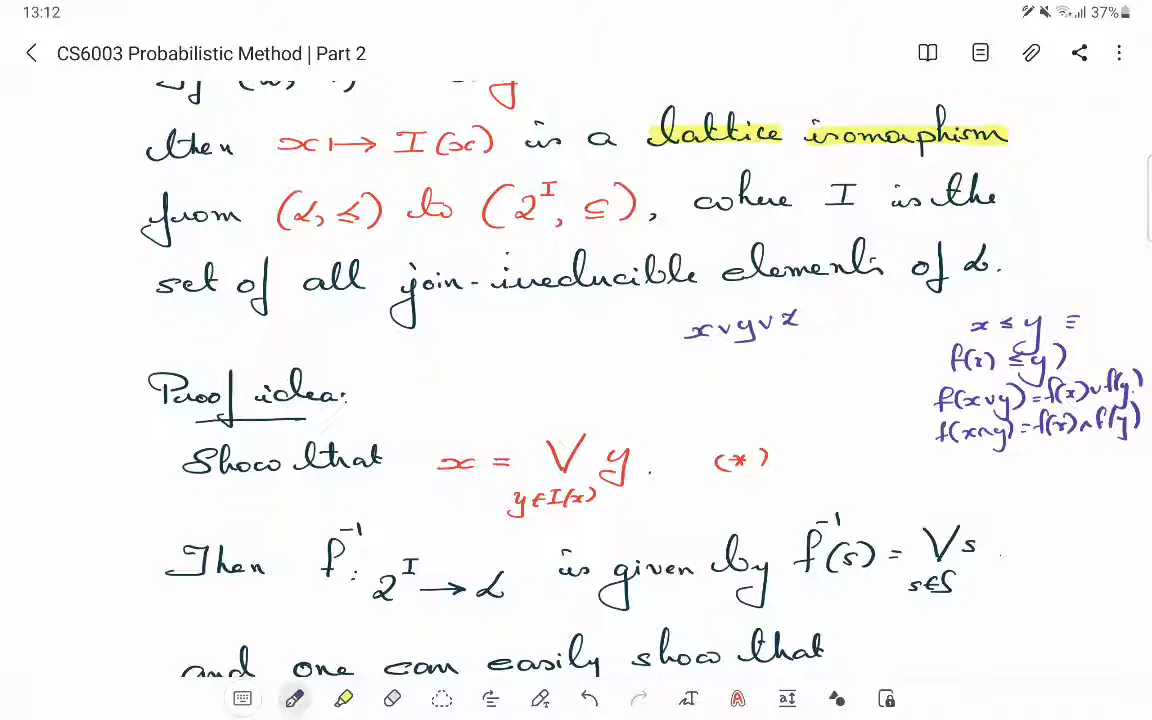 13:12
37%
CS6003 Probabilistic Method | Part 2
then x ↦ I(x) is a lattice isomorphism
from (L, ≤) to (2^I, ⊆), where I is the
set of all join-irreducible elements of L.
x ∨ y ∨ z
x ≤ y ≡
f(x) ⊆ y)
f(x∨y) = f(x) ∪ f(y)
f(x∧y) = f(x) ∧ f(y)
Proof idea:
Show that x = ⋁ y. (*)
y∈I(x)
Then f^-1: 2^I → L is given by f^-1(s) = ⋁ s.
s∈S
and one can easily show that